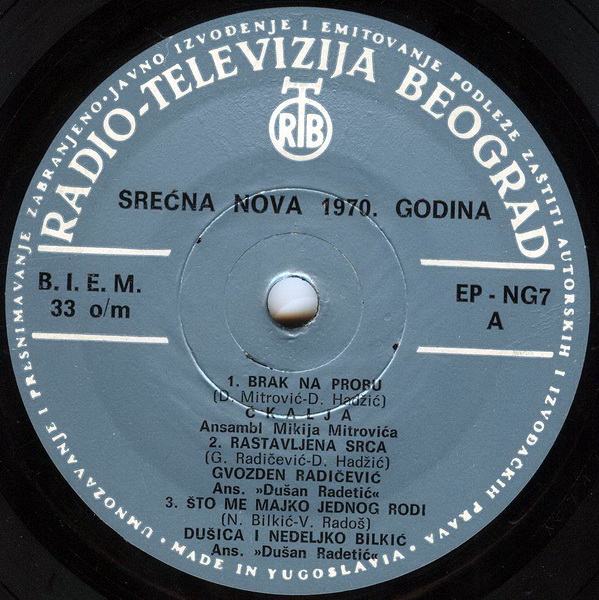 UMNOŽAVANJE I PRESNIMAVANJE ZABRANJENO · JAVNO IZVOĐENJE I EMITOVANJE PODLEŽE ZAŠTITI AUTORSKIH I IZVOĐAČKIH PRAVA ·
RADIO-TELEVIZIJA BEOGRAD
RTB
SREĆNA NOVA 1970. GODINA
B. I. E. M.
33 o/m
EP - NG7
A
1. BRAK NA PROBU
(D. Mitrović-D. Hadžić)
ČKALJA
Ansambl Mikija Mitrovića
2. RASTAVLJENA SRCA
(G. Radičević-D. Hadžić)
GVOZDEN RADIČEVIĆ
Ans. »Dušan Radetić«
3. ŠTO ME MAJKO JEDNOG RODI
(N. Bilkić-V. Radoš)
DUŠICA I NEDELJKO BILKIĆ
Ans. »Dušan Radetić«
MADE IN YUGOSLAVIA